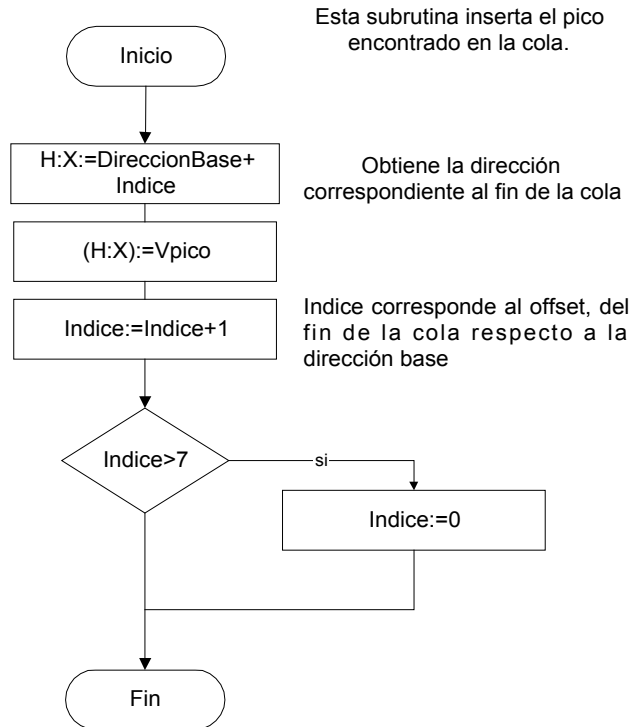 Esta subrutina inserta el pico
encontrado en la cola.
Inicio
H:X:=DireccionBase+
Indice
Obtiene la dirección
correspondiente al fin de la cola
(H:X):=Vpico
Indice:=Indice+1
Indice corresponde al offset, del
fin de la cola respecto a la
dirección base
Indice>7
si
Indice:=0
Fin